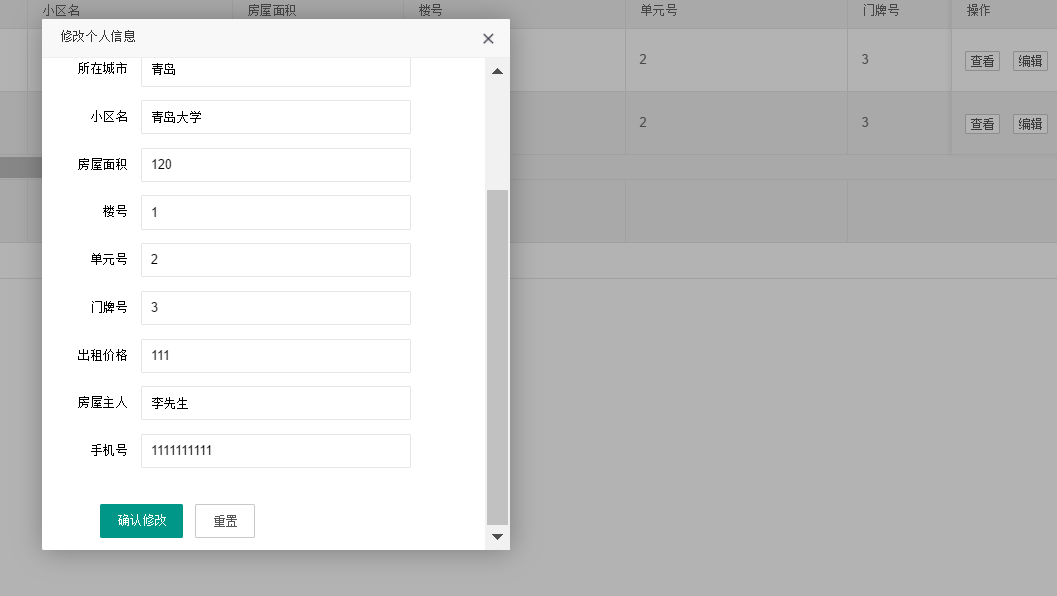 小区名 房屋面积 楼号 单元号 门牌号 操作
修改个人信息
2 3 查看 编辑
所在城市 青岛
小区名 青岛大学
2 3 查看 编辑
房屋面积 120
楼号 1
单元号 2
门牌号 3
出租价格 111
房屋主人 李先生
手机号 1111111111
确认修改 重置